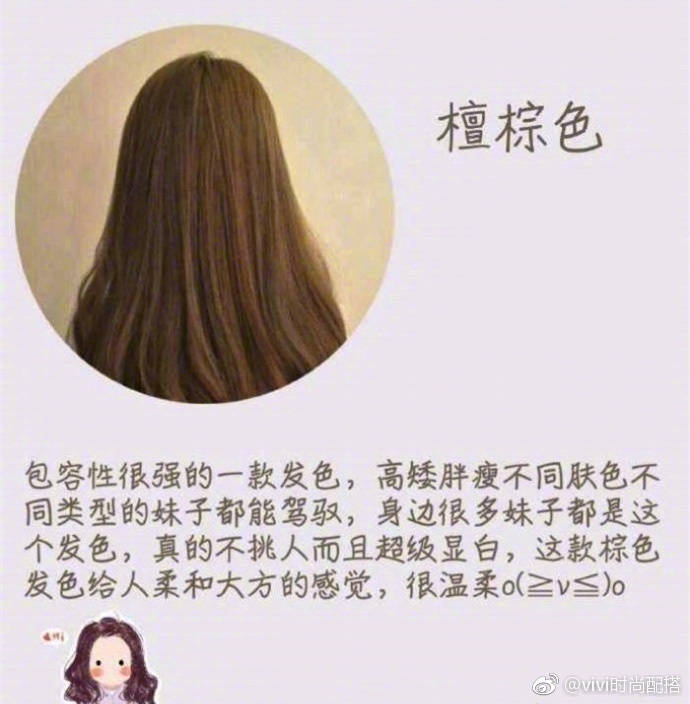 檀棕色
包容性很强的一款发色，高矮胖瘦不同肤色不
同类型的妹子都能驾驭，身边很多妹子都是这
个发色，真的不挑人而且超级显白，这款棕色
发色给人柔和大方的感觉，很温柔o(≧v≦)o
@vivi时尚配搭